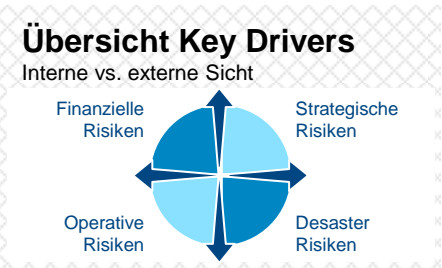 Übersicht Key Drivers
Interne vs. externe Sicht
Finanzielle
Risiken
Strategische
Risiken
Operative
Risiken
Desaster
Risiken